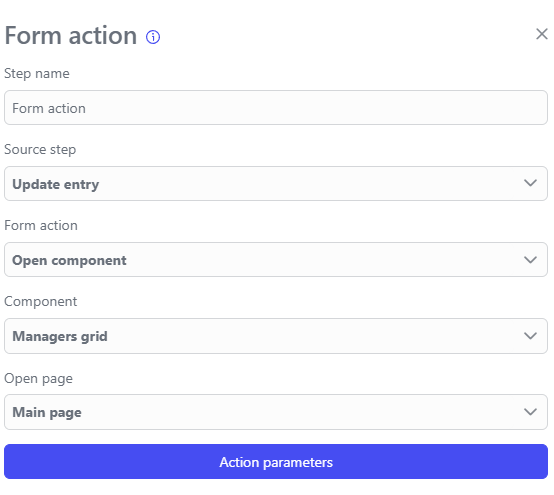 Form action
Step name
Form action
Source step
Update entry
Form action
Open component
Component
Managers grid
Open page
Main page
Action parameters